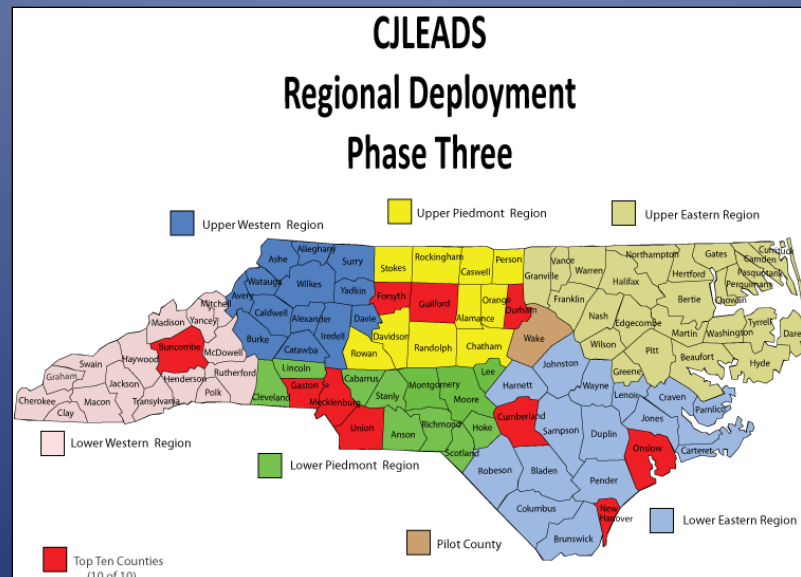 CJLEADS
Regional Deployment
Phase Three
Upper Western Region
Upper Piedmont Region
Upper Eastern Region
Alleghany
Ashe
Surry
Stokes
Rockingham
Caswell
Person
Granville
Vance
Warren
Northampton
Gates
Currituck
Camden
Pasquotank
Perquimans
Chowan
Hertford
Halifax
Bertie
Watauga
Wilkes
Yadkin
Forsyth
Guilford
Orange
Durham
Alamance
Franklin
Nash
Edgecombe
Martin
Washington
Tyrrell
Dare
Mitchell
Avery
Caldwell
Alexander
Davie
Iredell
Davidson
Randolph
Chatham
Wake
Wilson
Pitt
Beaufort
Hyde
Madison
Yancey
Burke
Catawba
Rowan
Buncombe
McDowell
Swain
Haywood
Graham
Jackson
Henderson
Rutherford
Polk
Cherokee
Macon
Clay
Transylvania
Lincoln
Cleveland
Gaston
Mecklenburg
Cabarrus
Stanly
Montgomery
Moore
Lee
Harnett
Johnston
Wayne
Greene
Lenoir
Craven
Pamlico
Jones
Carteret
Union
Anson
Richmond
Hoke
Scotland
Cumberland
Sampson
Duplin
Onslow
Robeson
Bladen
Pender
Columbus
New
Hanover
Brunswick
Lower Western Region
Lower Piedmont Region
Lower Eastern Region
Pilot County
Top Ten Counties
(10 of 10)